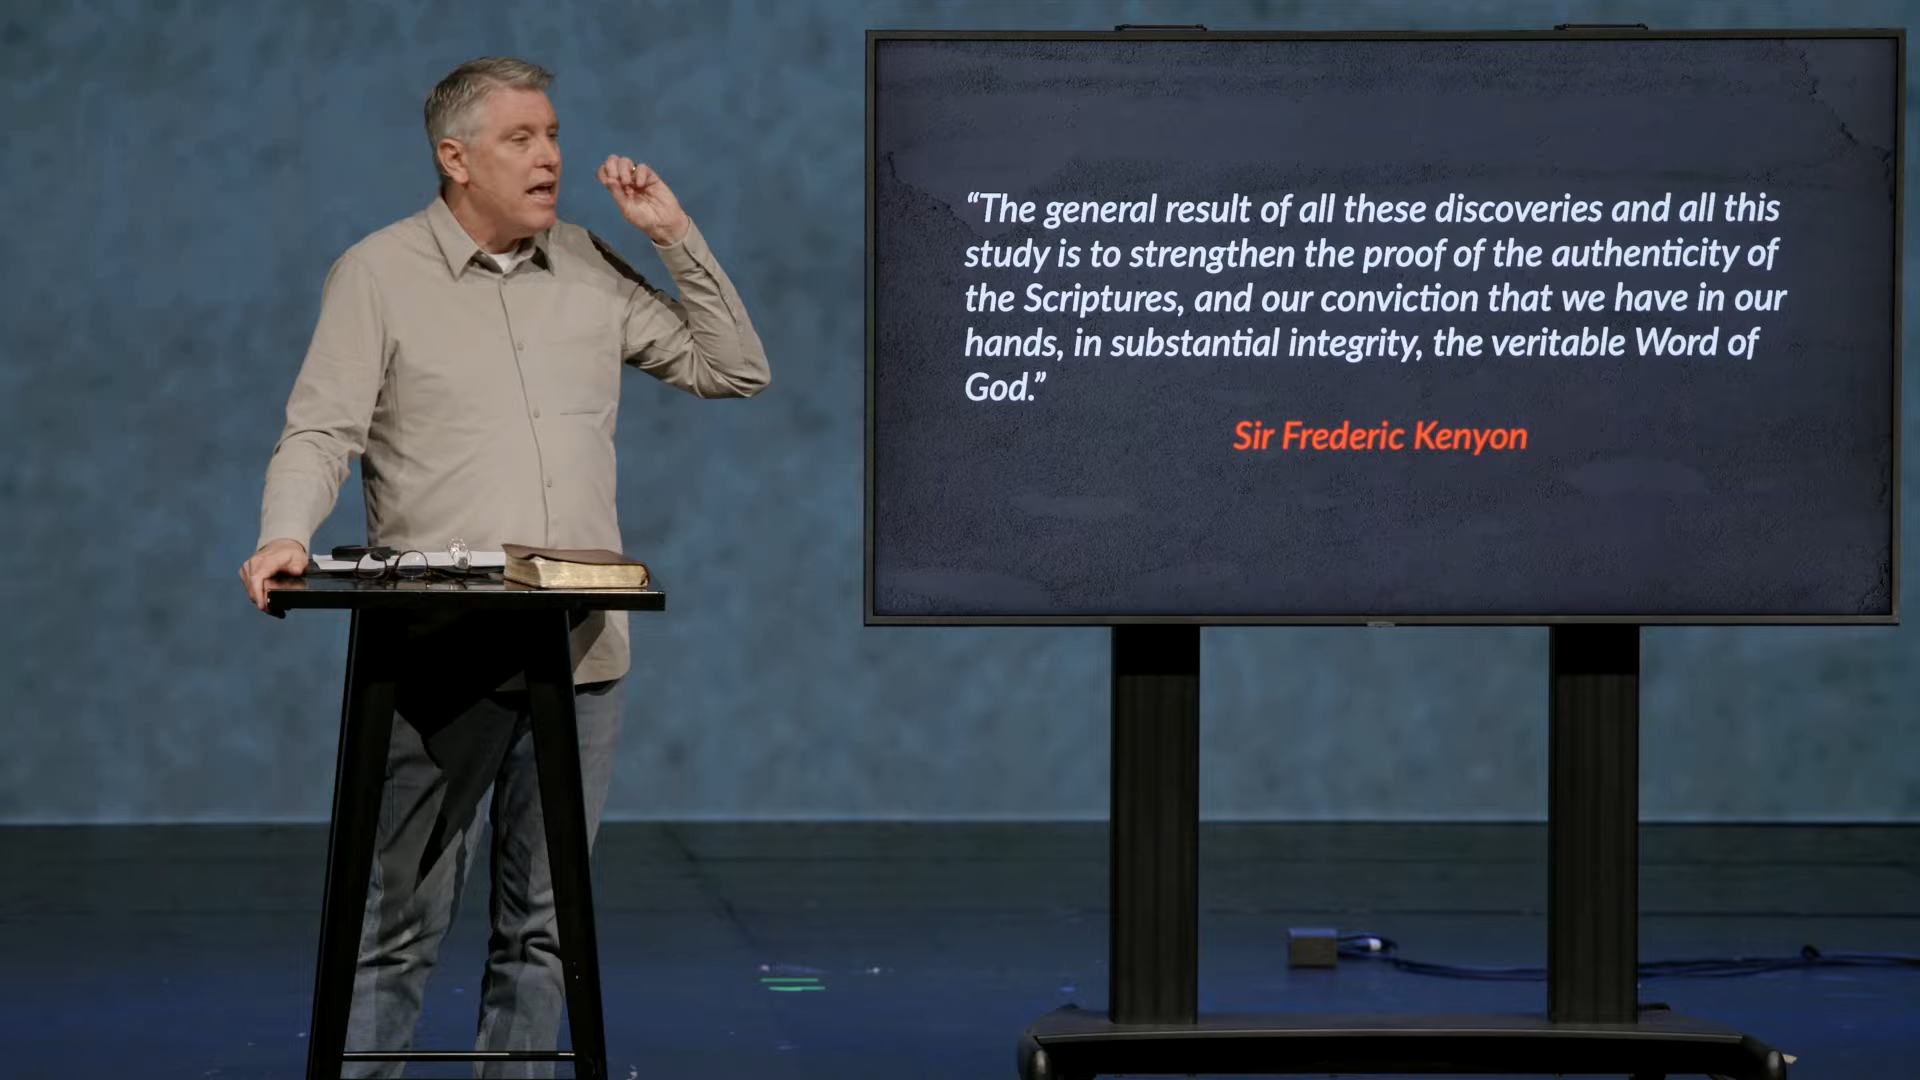 “The general result of all these discoveries and all this
study is to strengthen the proof of the authenticity of
the Scriptures, and our conviction that we have in our
hands, in substantial integrity, the veritable Word of
God.”
Sir Frederic Kenyon